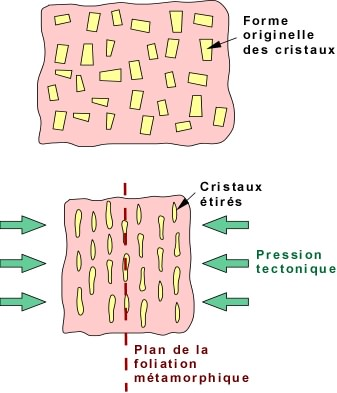 Forme
originelle
des cristaux
Cristaux
étirés
Pression
tectonique
Plan de la
foliation
métamorphique